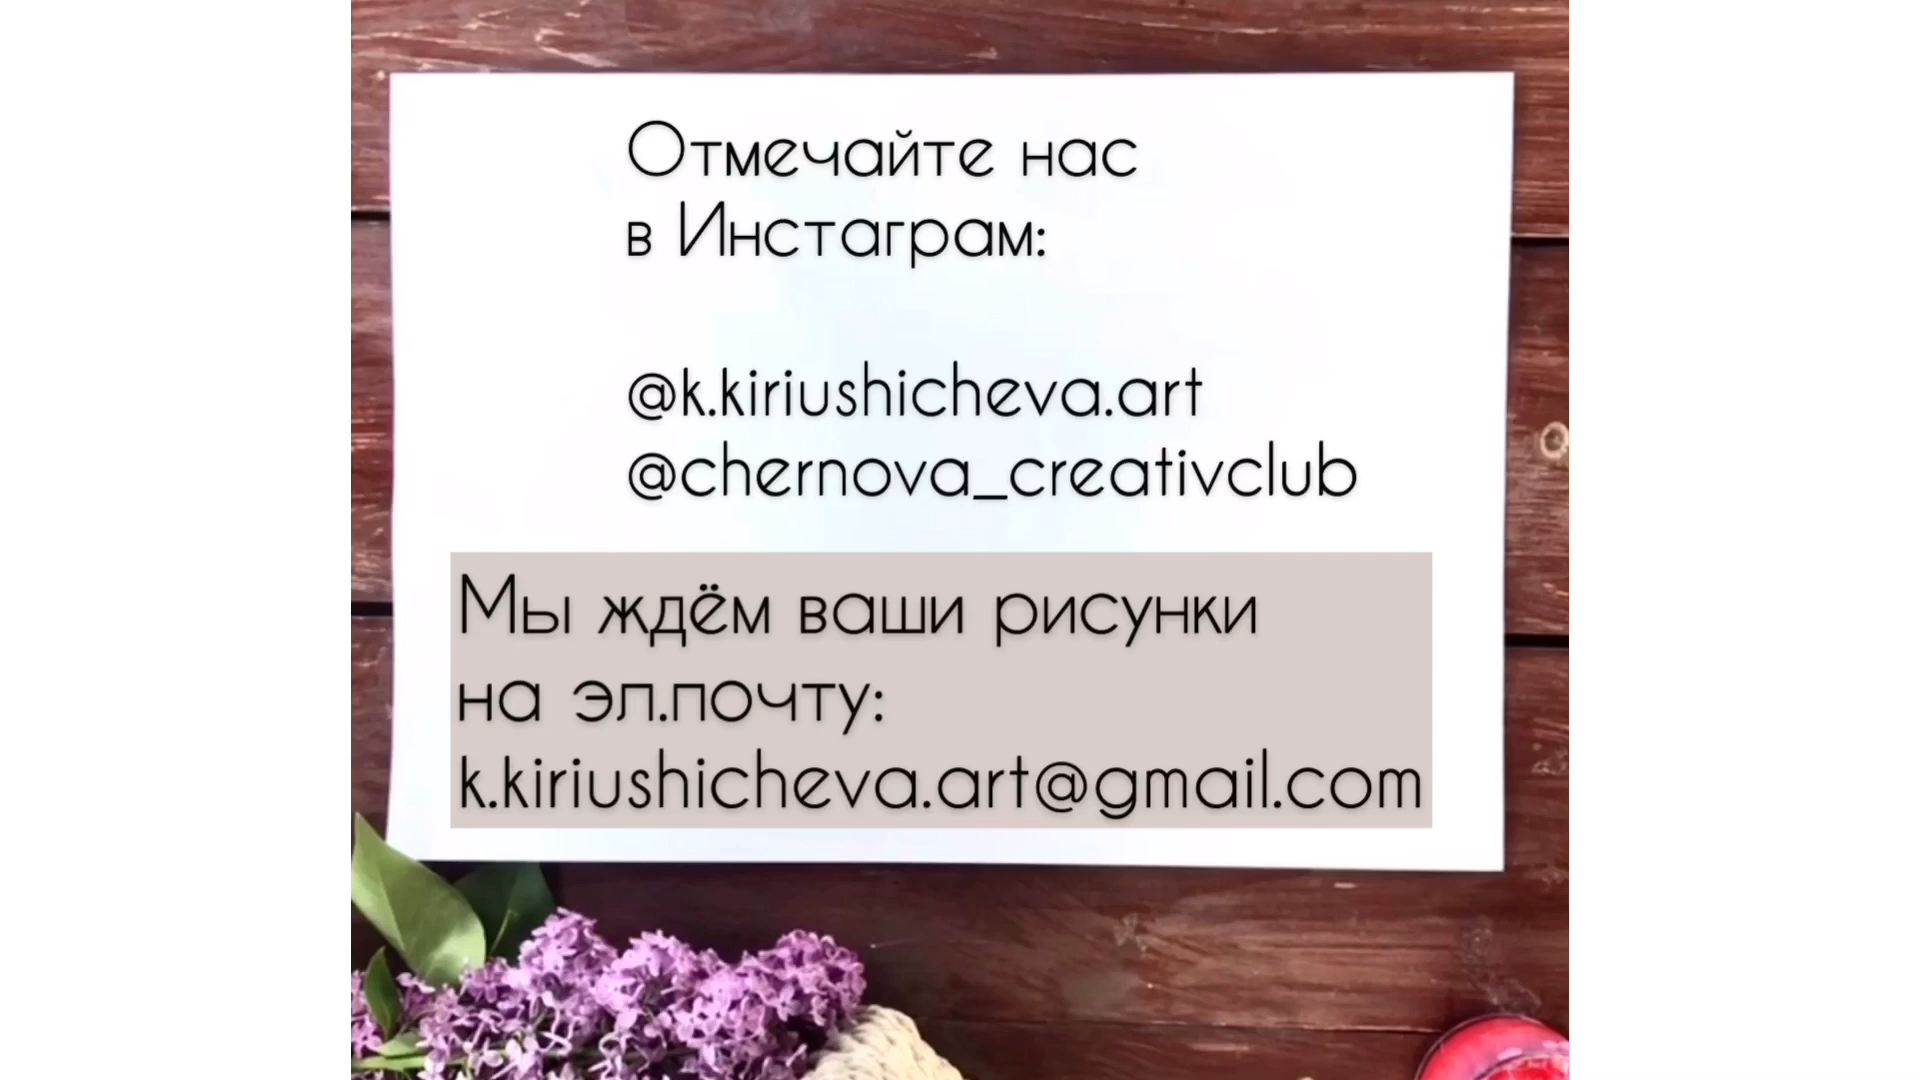 Отмечайте нас
в Инстаграм:
@k.kiriushicheva.art
@chernova_creativclub
Мы ждём ваши рисунки
на эл.почту:
k.kiriushicheva.art@gmail.com